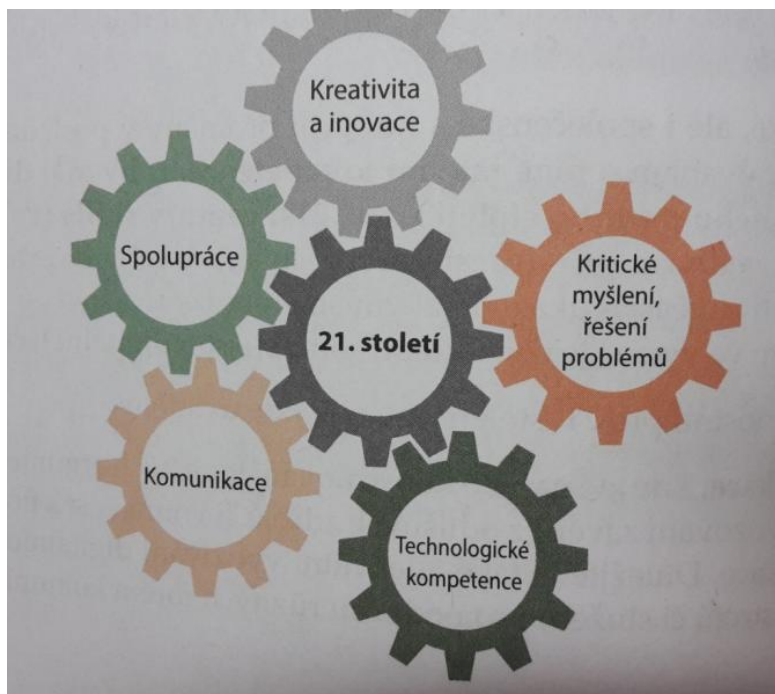 Kreativita
a inovace
Spolupráce
Kritické
myšlení,
řešení
problémů
21. století
Komunikace
Technologické
kompetence